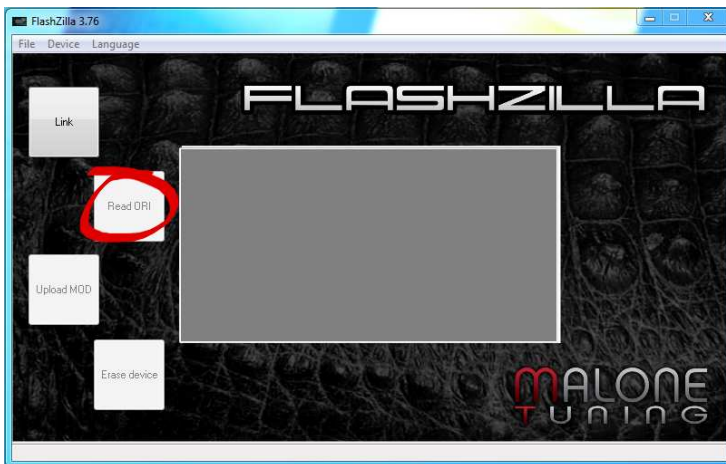 FlashZilla 3.76
File Device Language
FLASHZILLA
Link
Read ORI
Upload MOD
Erase device
MALONE
TUNING